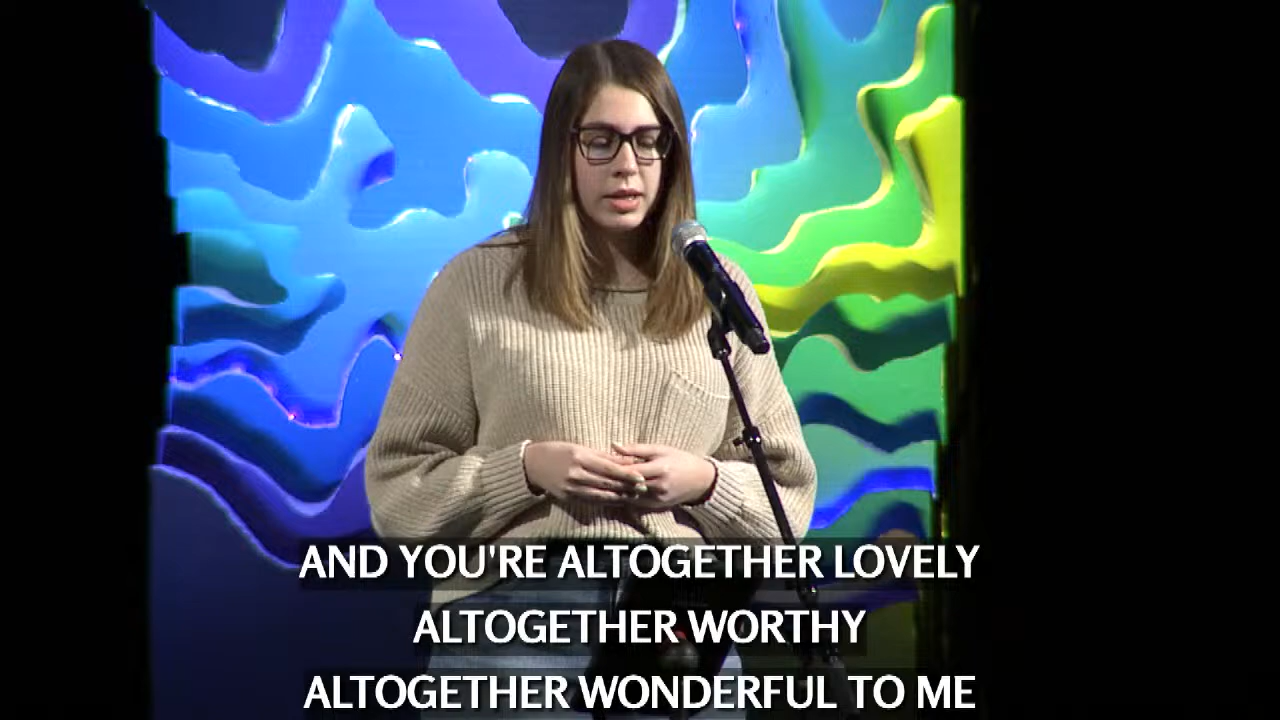 AND YOU'RE ALTOGETHER LOVELY
ALTOGETHER WORTHY
ALTOGETHER WONDERFUL TO ME